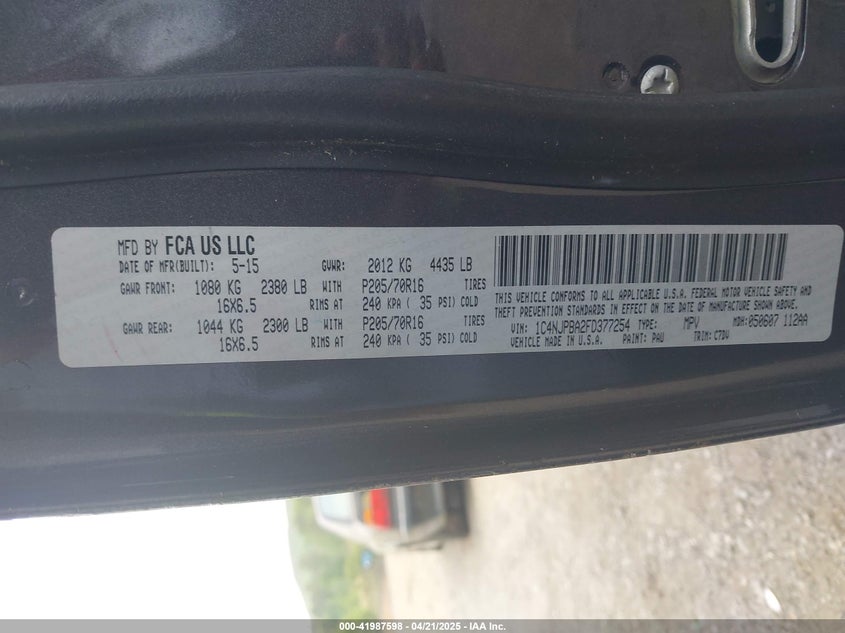 MFD BY FCA US LLC
DATE OF MFR(BUILT): 5-15 GVWR: 2012 KG 4435 LB
GAWR FRONT: 1080 KG 2380 LB WITH P205/70R16 TIRES
16X6.5 RIMS AT 240 KPA ( 35 PSI) COLD
GAWR REAR: 1044 KG 2300 LB WITH P205/70R16 TIRES
16X6.5 RIMS AT 240 KPA ( 35 PSI) COLD
THIS VEHICLE CONFORMS TO ALL APPLICABLE U.S.A. FEDERAL MOTOR VEHICLE SAFETY AND
THEFT PREVENTION STANDARDS IN EFFECT ON THE DATE OF MANUFACTURE SHOWN ABOVE.
VIN: 1C4NJPBA2FD377254 TYPE: MPV MDH: 050607 112AA
VEHICLE MADE IN U.S.A. PAINT: PAU TRIM: C7DV
000-41987598 - 04/21/2025 - IAA Inc.